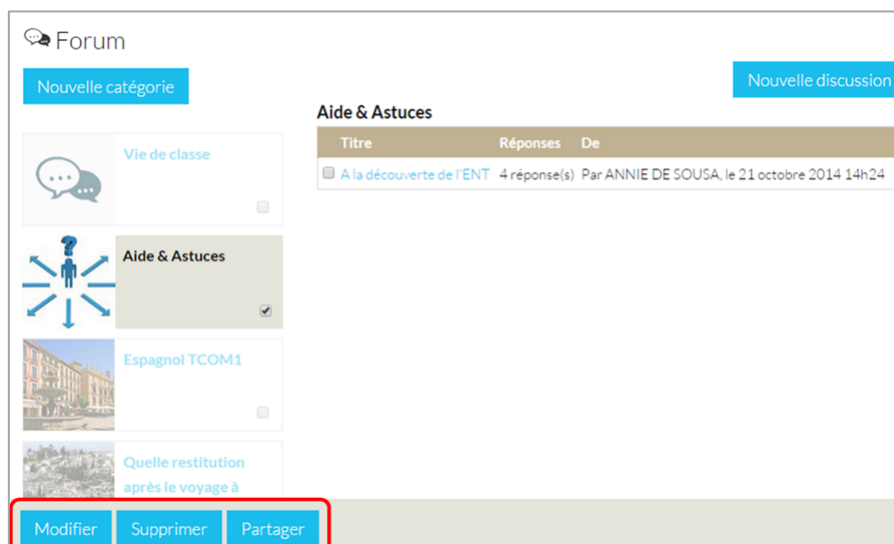 Forum
Nouvelle catégorie
Nouvelle discussion
Vie de classe
Aide & Astuces
Espagnol TCOM1
Quelle restitution
après le voyage à
Aide & Astuces
Titre Réponses De
A la découverte de l'ENT 4 réponse(s) Par ANNIE DE SOUSA, le 21 octobre 2014 14h24
Modifier Supprimer Partager